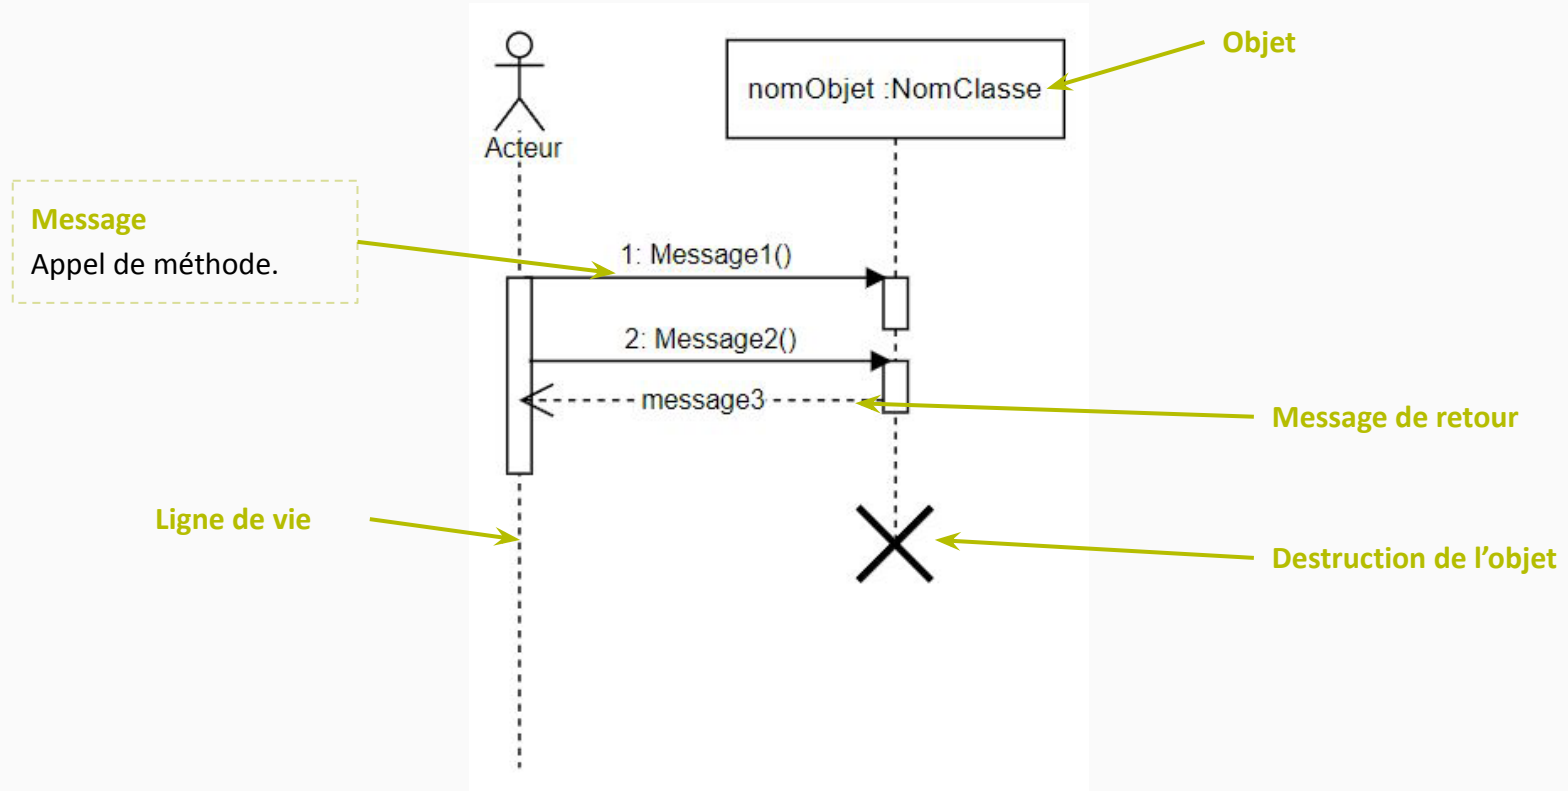 Objet
nomObjet :NomClasse
Acteur
Message
Appel de méthode.
1: Message1()
2: Message2()
message3
Message de retour
Ligne de vie
Destruction de l’objet